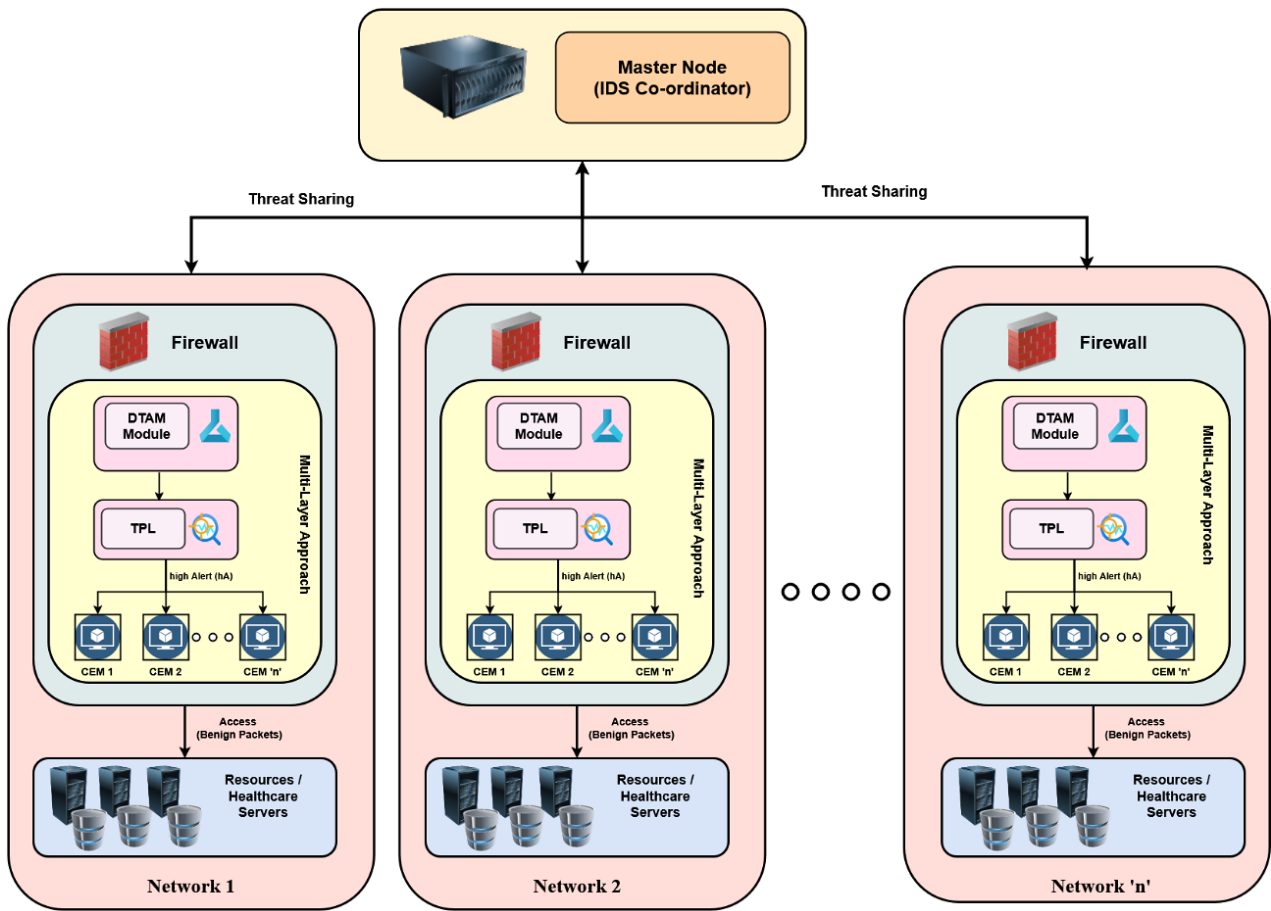 Master Node
(IDS Co-ordinator)
Threat Sharing
Threat Sharing
Firewall
DTAM
Module
TPL
high Alert (hA)
CEM 1
CEM 2
CEM 'n'
Multi-Layer Approach
Access
(Benign Packets)
Resources /
Healthcare
Servers
Network 1
Firewall
DTAM
Module
TPL
high Alert (hA)
CEM 1
CEM 2
CEM 'n'
Multi-Layer Approach
Access
(Benign Packets)
Resources /
Healthcare
Servers
Network 2
Firewall
DTAM
Module
TPL
high Alert (hA)
CEM 1
CEM 2
CEM 'n'
Multi-Layer Approach
Access
(Benign Packets)
Resources /
Healthcare
Servers
Network 'n'